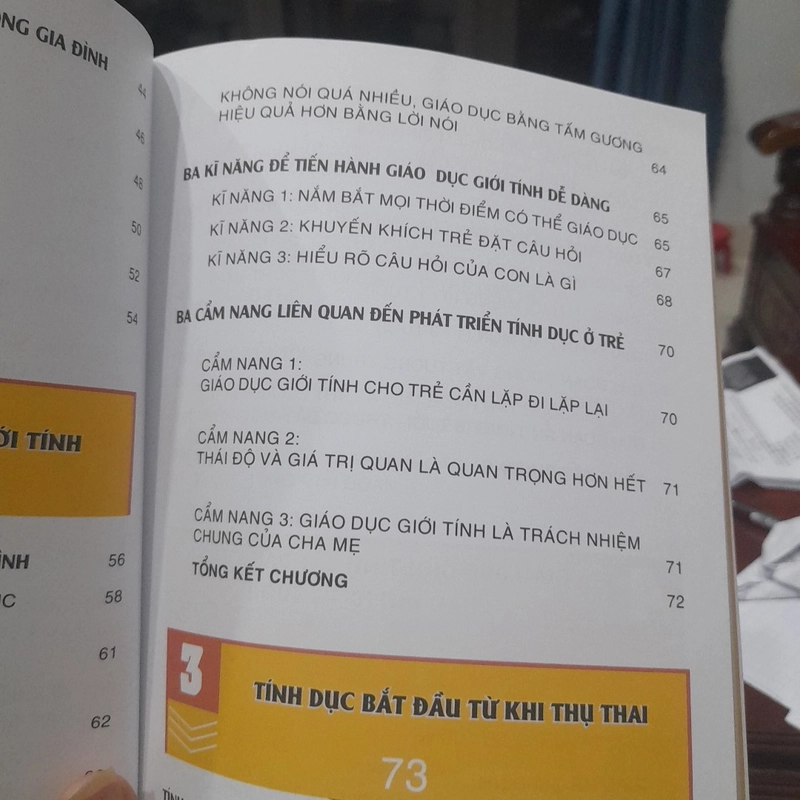 NG GIA ĐÌNH
44
46
48
50
52
54
ỚI TÍNH
ÌNH 56
ỤC 58
61
62
KHÔNG NÓI QUÁ NHIỀU, GIÁO DỤC BẰNG TẤM GƯƠNG
HIỆU QUẢ HƠN BẰNG LỜI NÓI 64
BA KĨ NĂNG ĐỂ TIẾN HÀNH GIÁO DỤC GIỚI TÍNH DỄ DÀNG 65
KĨ NĂNG 1: NẮM BẮT MỌI THỜI ĐIỂM CÓ THỂ GIÁO DỤC 65
KĨ NĂNG 2: KHUYẾN KHÍCH TRẺ ĐẶT CÂU HỎI 67
KĨ NĂNG 3: HIỂU RÕ CÂU HỎI CỦA CON LÀ GÌ 68
BA CẨM NANG LIÊN QUAN ĐẾN PHÁT TRIỂN TÍNH DỤC Ở TRẺ 70
CẨM NANG 1:
GIÁO DỤC GIỚI TÍNH CHO TRẺ CẦN LẶP ĐI LẶP LẠI 70
CẨM NANG 2:
THÁI ĐỘ VÀ GIÁ TRỊ QUAN LÀ QUAN TRỌNG HƠN HẾT 71
CẨM NANG 3: GIÁO DỤC GIỚI TÍNH LÀ TRÁCH NHIỆM
CHUNG CỦA CHA MẸ 71
TỔNG KẾT CHƯƠNG 72
3
TÍNH DỤC BẮT ĐẦU TỪ KHI THỤ THAI
73